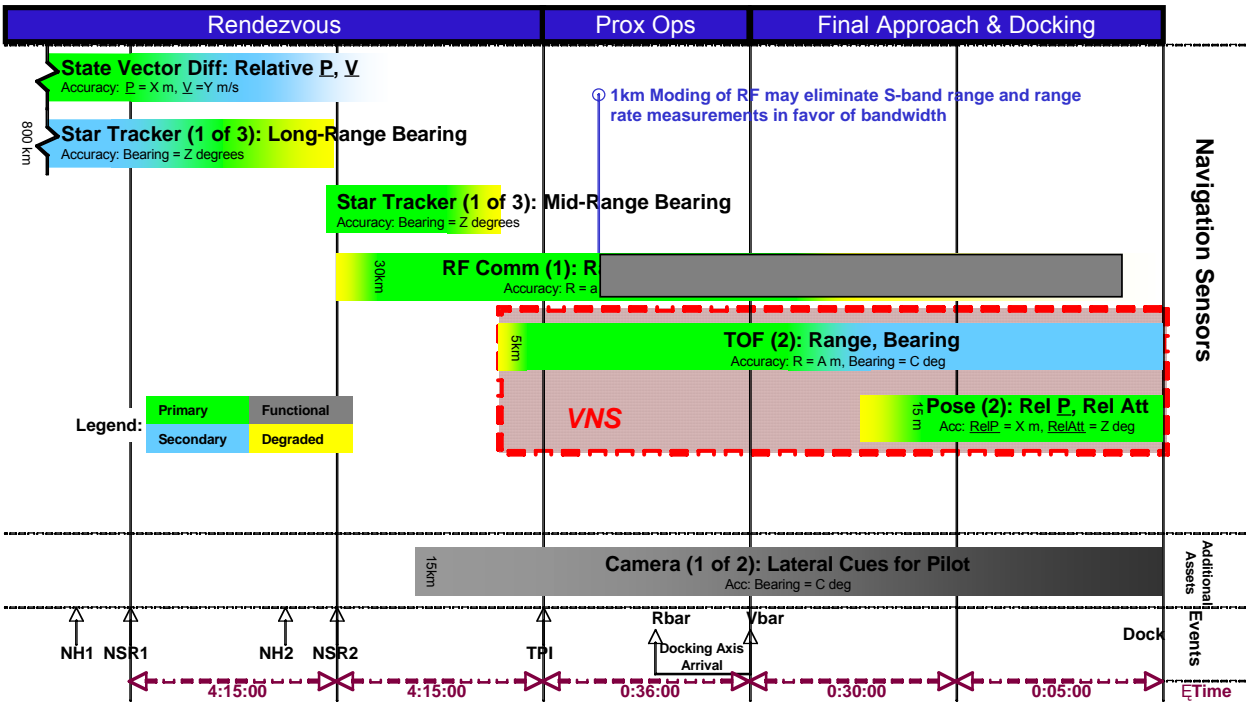 Rendezvous
Prox Ops
Final Approach & Docking
State Vector Diff: Relative P, V
Accuracy: P = X m, V =Y m/s
1km Moding of RF may eliminate S-band range and range
rate measurements in favor of bandwidth
800 km
Star Tracker (1 of 3): Long-Range Bearing
Accuracy: Bearing = Z degrees
Star Tracker (1 of 3): Mid-Range Bearing
Accuracy: Bearing = Z degrees
30km
RF Comm (1): R
Accuracy: R = a
Navigation Sensors
5km
TOF (2): Range, Bearing
Accuracy: R = A m, Bearing = C deg
VNS
15 m
Pose (2): Rel P, Rel Att
Acc: RelP = X m, RelAtt = Z deg
Legend:
Primary
Functional
Secondary
Degraded
15km
Camera (1 of 2): Lateral Cues for Pilot
Acc: Bearing = C deg
Additional
Assets
NH1
NSR1
NH2
NSR2
TPI
Rbar
Vbar
Docking Axis
Arrival
Dock
Events
4:15:00
4:15:00
0:36:00
0:30:00
0:05:00
Time